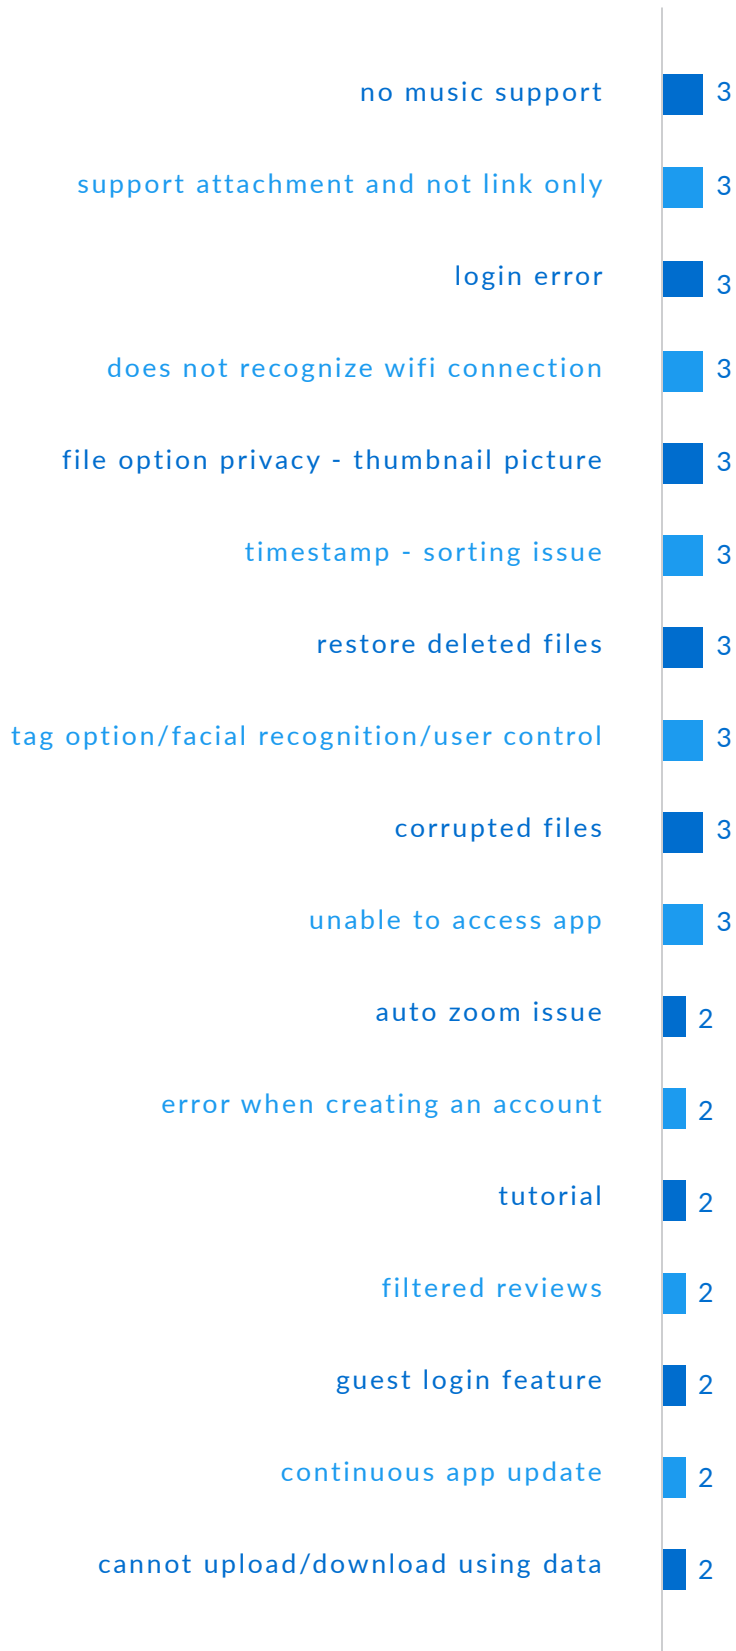 no music support 3
support attachment and not link only 3
login error 3
does not recognize wifi connection 3
file option privacy - thumbnail picture 3
timestamp - sorting issue 3
restore deleted files 3
tag option/facial recognition/user control 3
corrupted files 3
unable to access app 3
auto zoom issue 2
error when creating an account 2
tutorial 2
filtered reviews 2
guest login feature 2
continuous app update 2
cannot upload/download using data 2